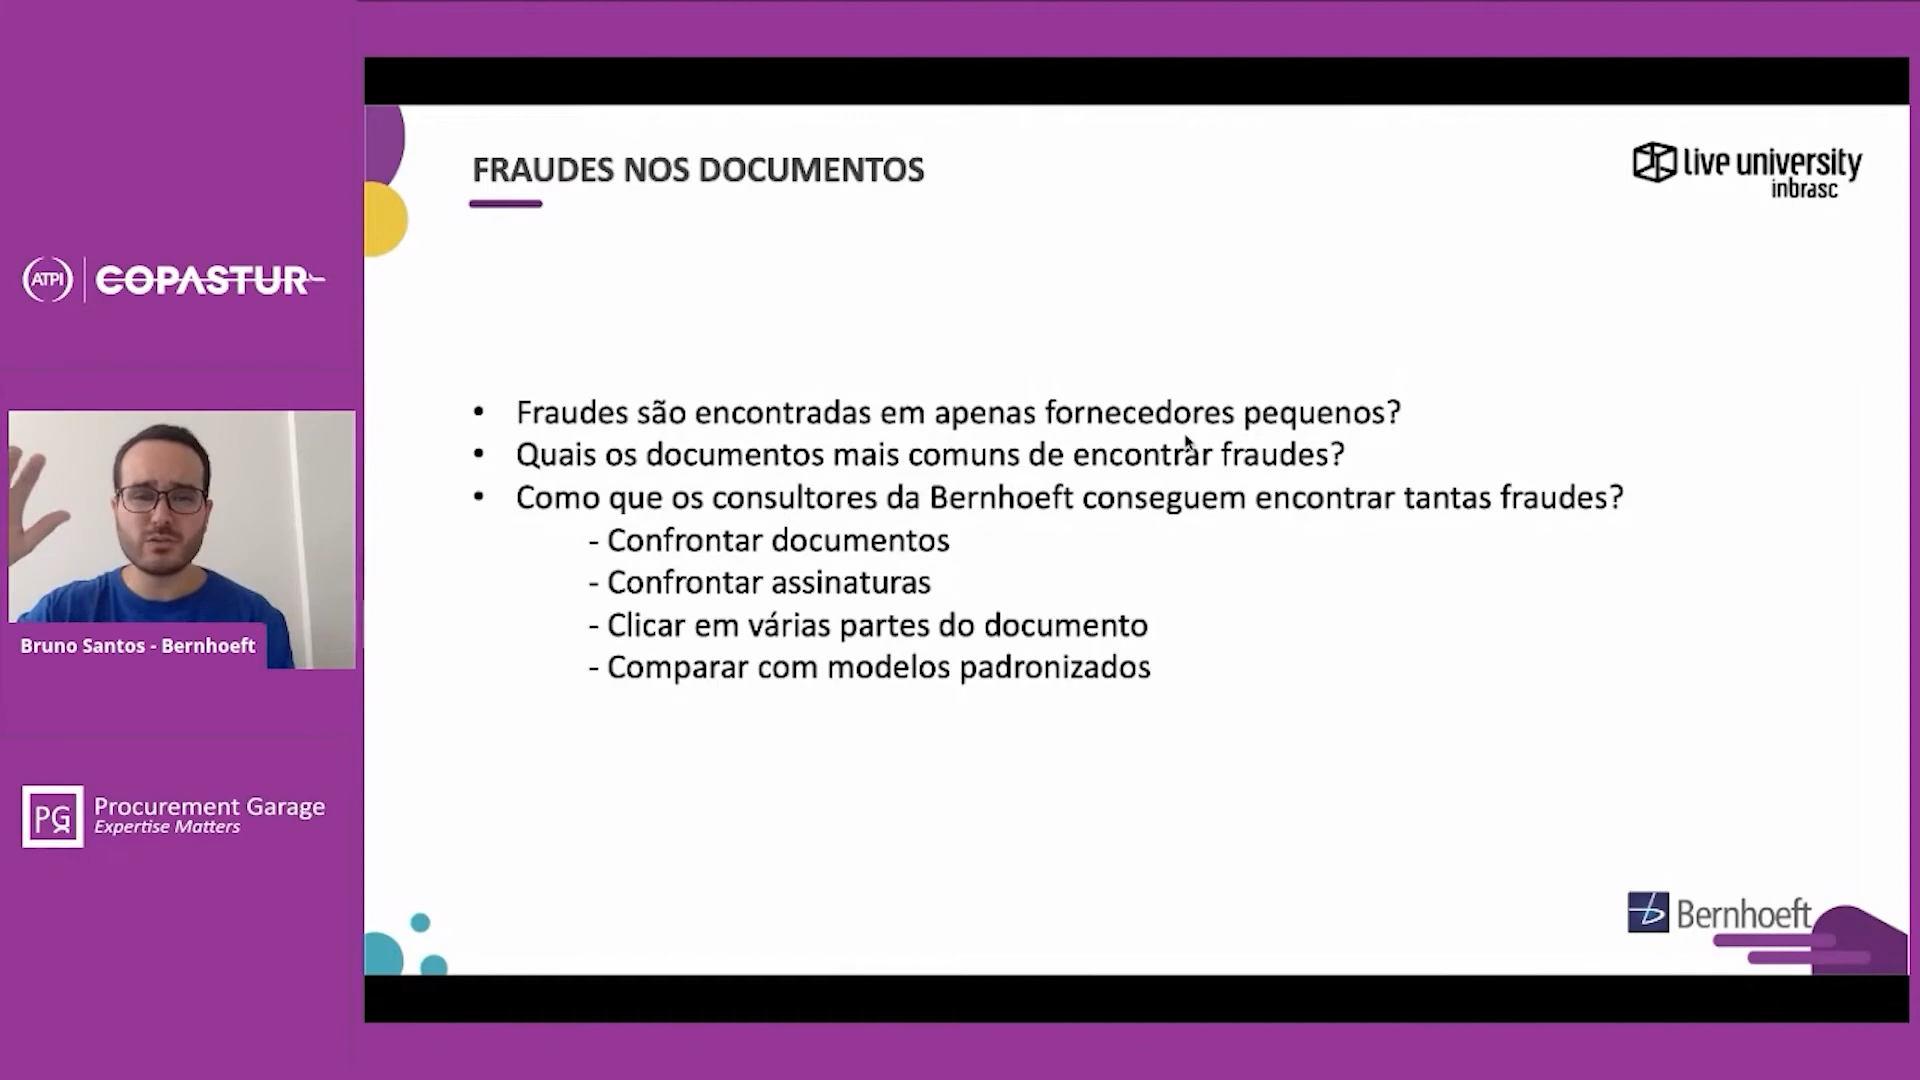 FRAUDES NOS DOCUMENTOS
live university
inbrasc
ATPI COPASTUR
• Fraudes são encontradas em apenas fornecedores pequenos?
• Quais os documentos mais comuns de encontrar fraudes?
• Como que os consultores da Bernhoeft conseguem encontrar tantas fraudes?
- Confrontar documentos
- Confrontar assinaturas
- Clicar em várias partes do documento
- Comparar com modelos padronizados
Bruno Santos - Bernhoeft
PG Procurement Garage
Expertise Matters
b Bernhoeft